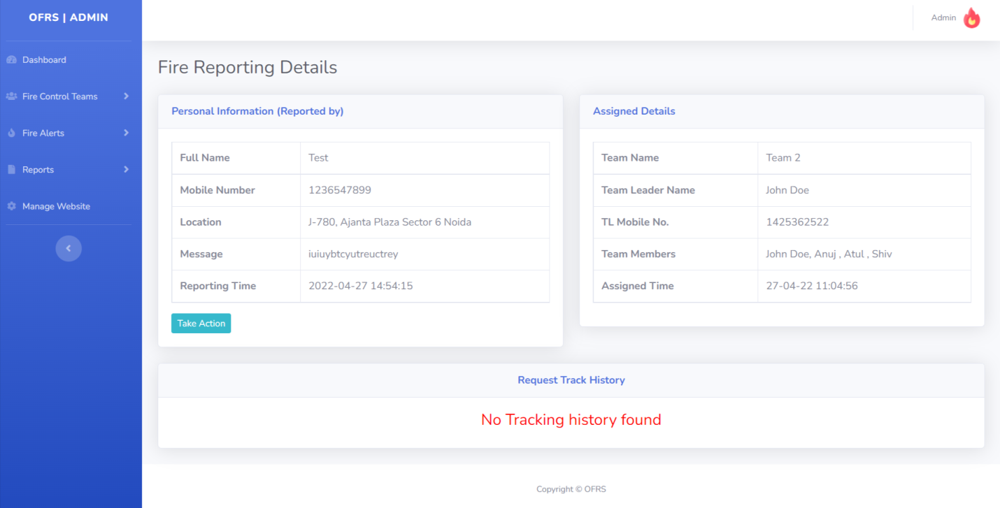 OFRS | ADMIN
Admin
Dashboard
Fire Control Teams
Fire Alerts
Reports
Manage Website
Fire Reporting Details
Personal Information (Reported by)
Full Name Test
Mobile Number 1236547899
Location J-780, Ajanta Plaza Sector 6 Noida
Message iuiuybtcyutreuctrey
Reporting Time 2022-04-27 14:54:15
Take Action
Assigned Details
Team Name Team 2
Team Leader Name John Doe
TL Mobile No. 1425362522
Team Members John Doe, Anuj , Atul , Shiv
Assigned Time 27-04-22 11:04:56
Request Track History
No Tracking history found
Copyright © OFRS